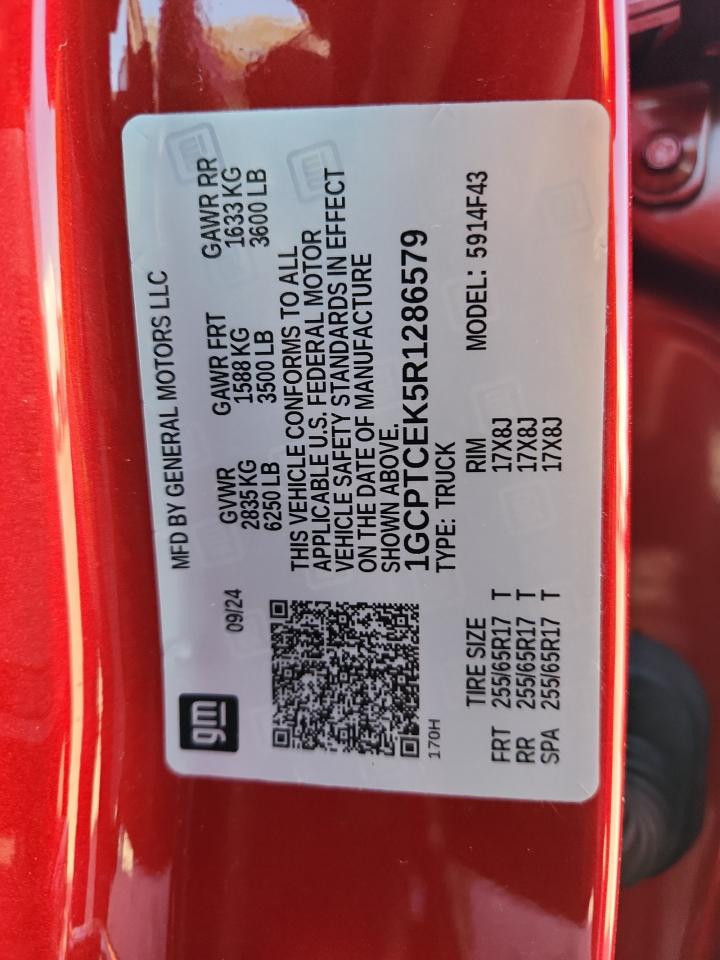 gm
MFD BY GENERAL MOTORS LLC
09/24
GVWR GAWR FRT GAWR RR
2835 KG 1588 KG 1633 KG
6250 LB 3500 LB 3600 LB
THIS VEHICLE CONFORMS TO ALL
APPLICABLE U.S. FEDERAL MOTOR
VEHICLE SAFETY STANDARDS IN EFFECT
ON THE DATE OF MANUFACTURE
SHOWN ABOVE.
1GCPTCEK5R1286579
170H
TYPE: TRUCK
TIRE SIZE RIM MODEL: 5914F43
FRT 255/65R17 T 17X8J
RR 255/65R17 T 17X8J
SPA 255/65R17 T 17X8J